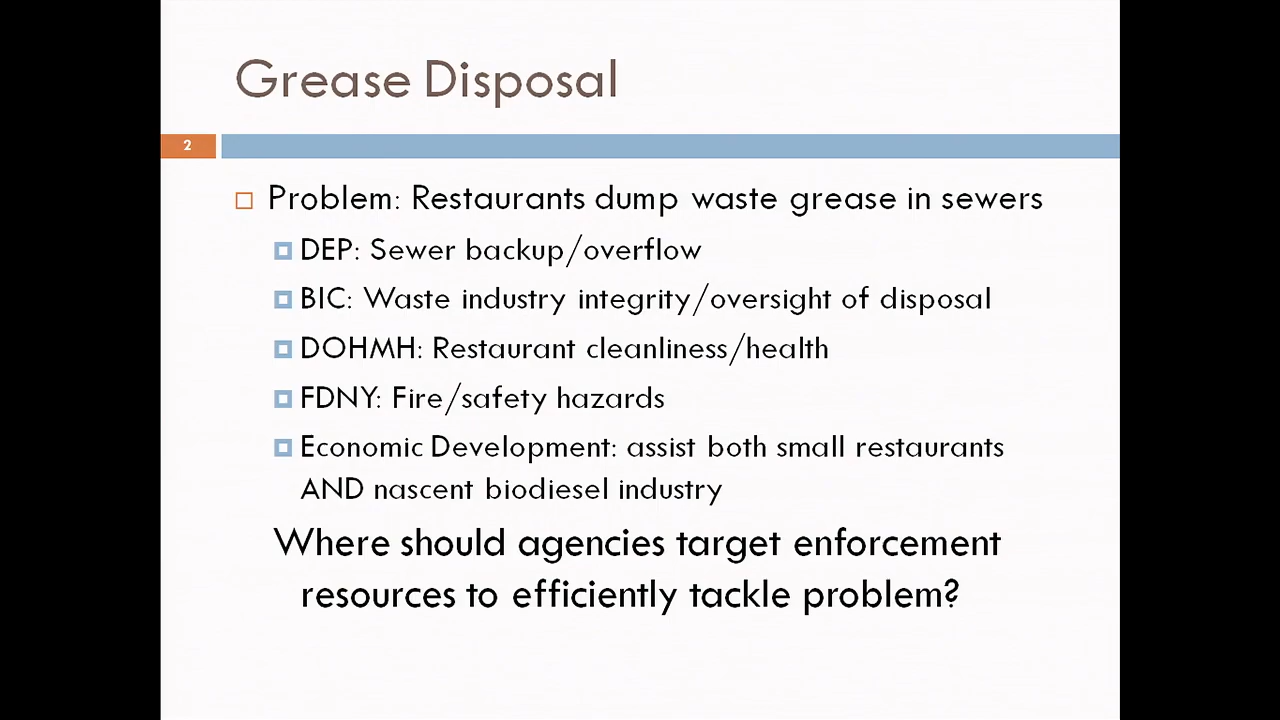 Grease Disposal
2
Problem: Restaurants dump waste grease in sewers
DEP: Sewer backup/overflow
BIC: Waste industry integrity/oversight of disposal
DOHMH: Restaurant cleanliness/health
FDNY: Fire/safety hazards
Economic Development: assist both small restaurants
AND nascent biodiesel industry
Where should agencies target enforcement
resources to efficiently tackle problem?